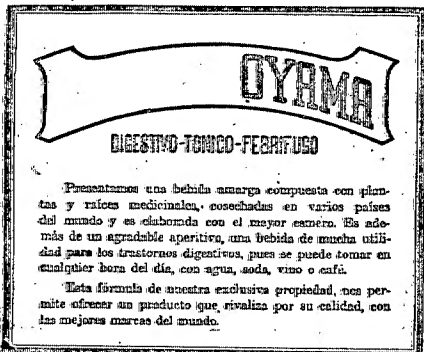 OYAMA
DIGESTIVO-TONICO-FEBRIFUGO
Presentamos una bebida amarga compuesta con plan-
tas y raíces medicinales, cosechadas en varios países
del mundo y es elaborada con el mayor esmero. Es ade-
más de un agradable aperitivo, una bebida de mucha utili-
dad para los trastornos digestivos, pues se puede tomar en
cualquier hora del día, con agua, soda, vino o café.
Esta fórmula de nuestra exclusiva propiedad, nos per-
mite ofrecer un producto que rivaliza por su calidad, con
las mejores marcas del mundo.